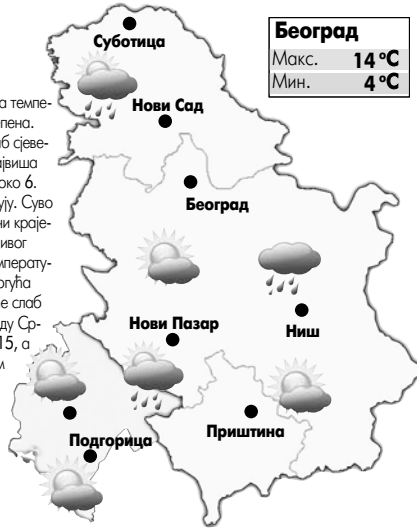 Београд
Макс. 14 °C
Мин. 4 °C
Суботица
Нови Сад
Београд
Нови Пазар
Ниш
Приштина
Подгорица
а темпе-
пена.
аб сјеве-
ајвиша
око 6.
ују. Суво
ни краје-
ивог
мперату-
огућа
е слаб
ду Ср-
15, а
м